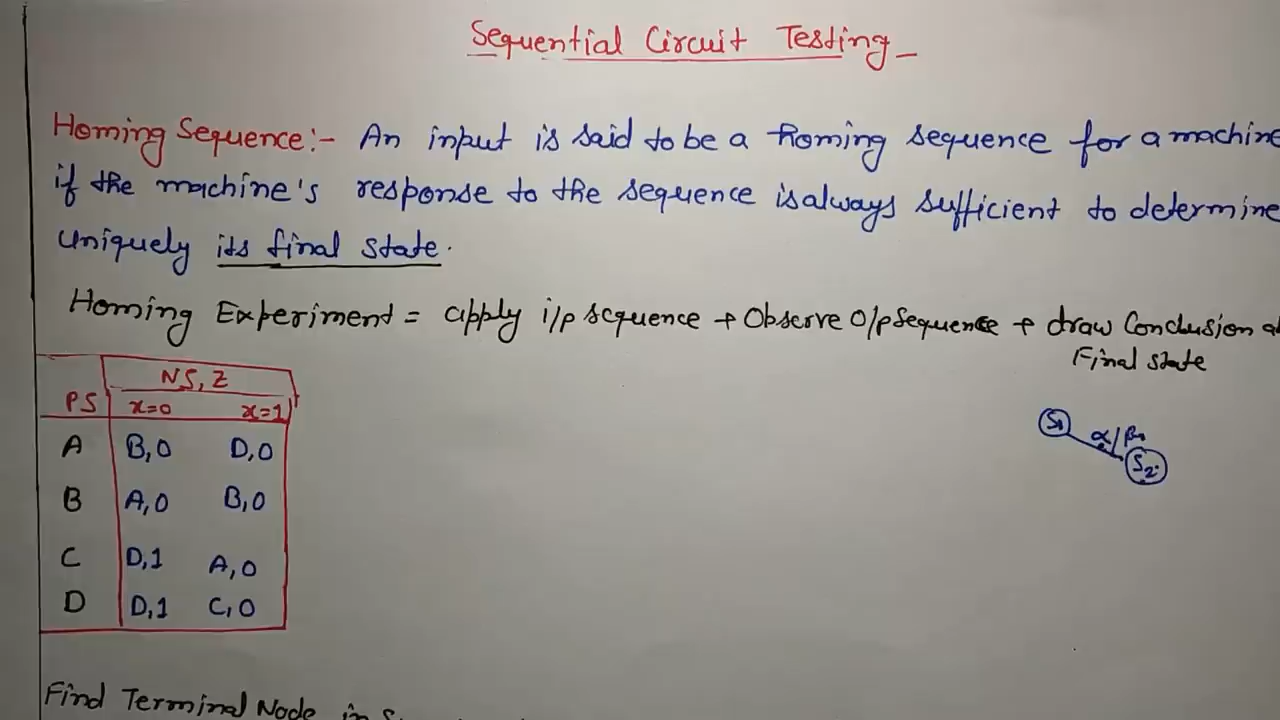 Sequential Circuit Testing
Homing Sequence:- An input is said to be a homing sequence for a machine
if the machine's response to the sequence is always sufficient to determine
uniquely its final state.
Homing Experiment = apply i/p sequence + Observe o/p Sequence + draw Conclusion
Final state
NS, Z
PS x=0 x=1
A B,0 D,0
B A,0 B,0
C D,1 A,0
D D,1 C,0
S1
α/β
S2
Find Terminal Node in